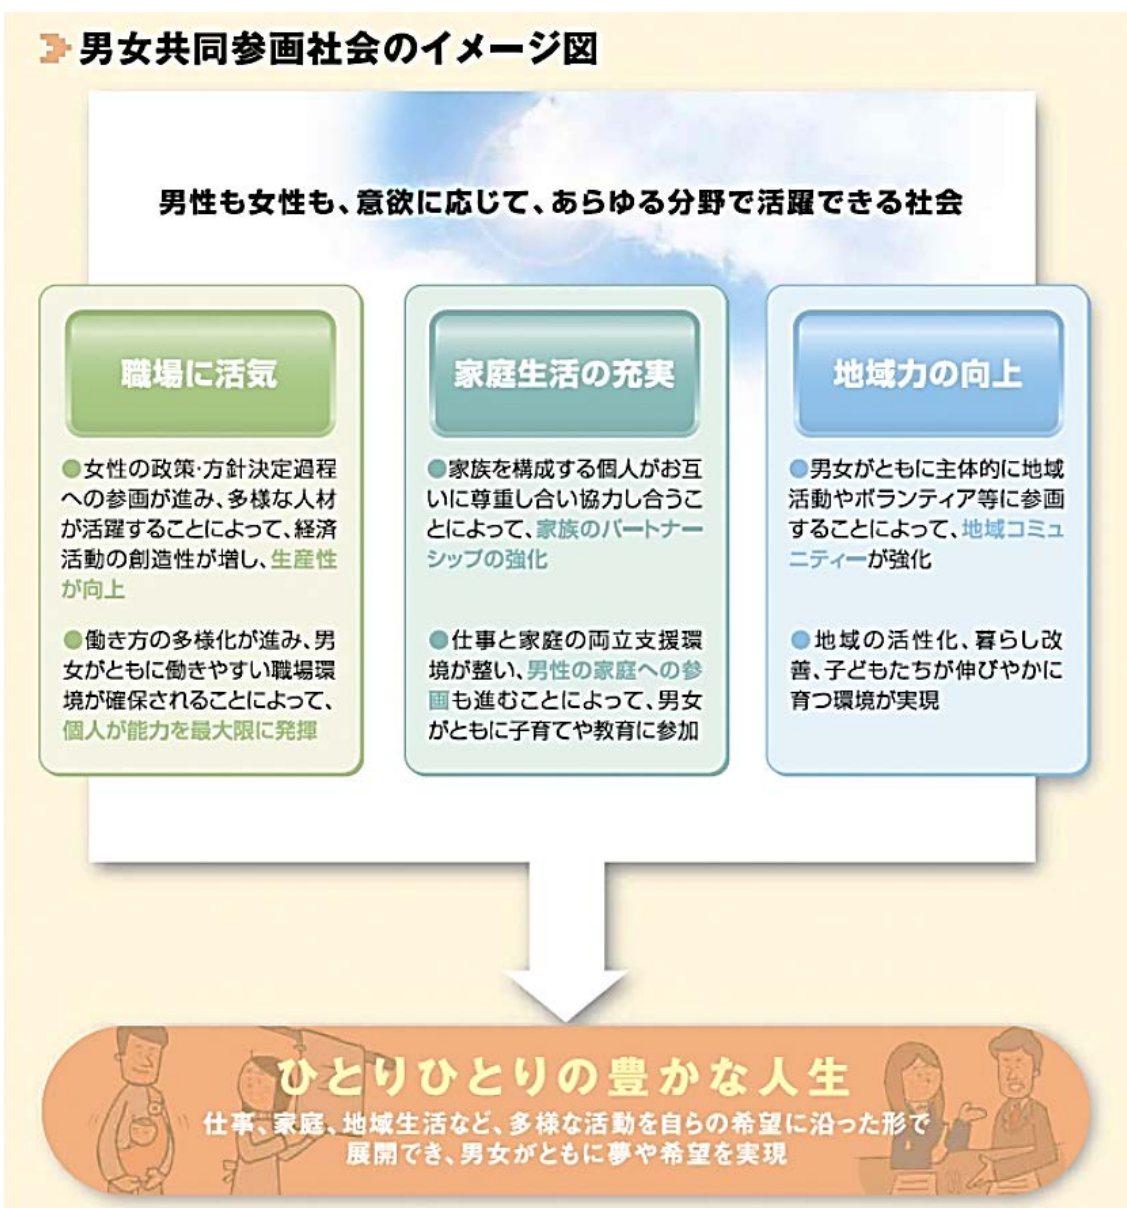 男女共同参画社会のイメージ図
男性も女性も、意欲に応じて、あらゆる分野で活躍できる社会
職場に活気
●女性の政策・方針決定過程
への参画が進み、多様な人材
が活躍することによって、経済
活動の創造性が増し、生産性
が向上
●働き方の多様化が進み、男
女がともに働きやすい職場環
境が確保されることによって、
個人が能力を最大限に発揮
家庭生活の充実
●家族を構成する個人がお互
いに尊重し合い協力し合うこ
とによって、家族のパートナー
シップの強化
●仕事と家庭の両立支援環
境が整い、男性の家庭への参
画も進むことによって、男女
がともに子育てや教育に参加
地域力の向上
●男女がともに主体的に地域
活動やボランティア等に参画
することによって、地域コミュ
ニティーが強化
●地域の活性化、暮らし改
善、子どもたちが伸びやかに
育つ環境が実現
ひとりひとりの豊かな人生
仕事、家庭、地域生活など、多様な活動を自らの希望に沿った形で
展開でき、男女がともに夢や希望を実現